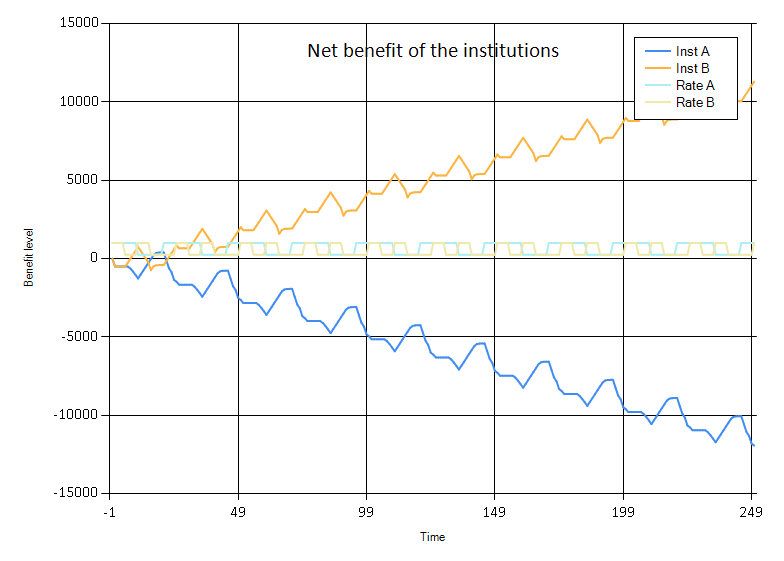 15000
Net benefit of the institutions
Inst A
Inst B
Rate A
Rate B
10000
5000
0
-5000
-10000
-15000
Benefit level
-1 49 99 149 199 249
Time